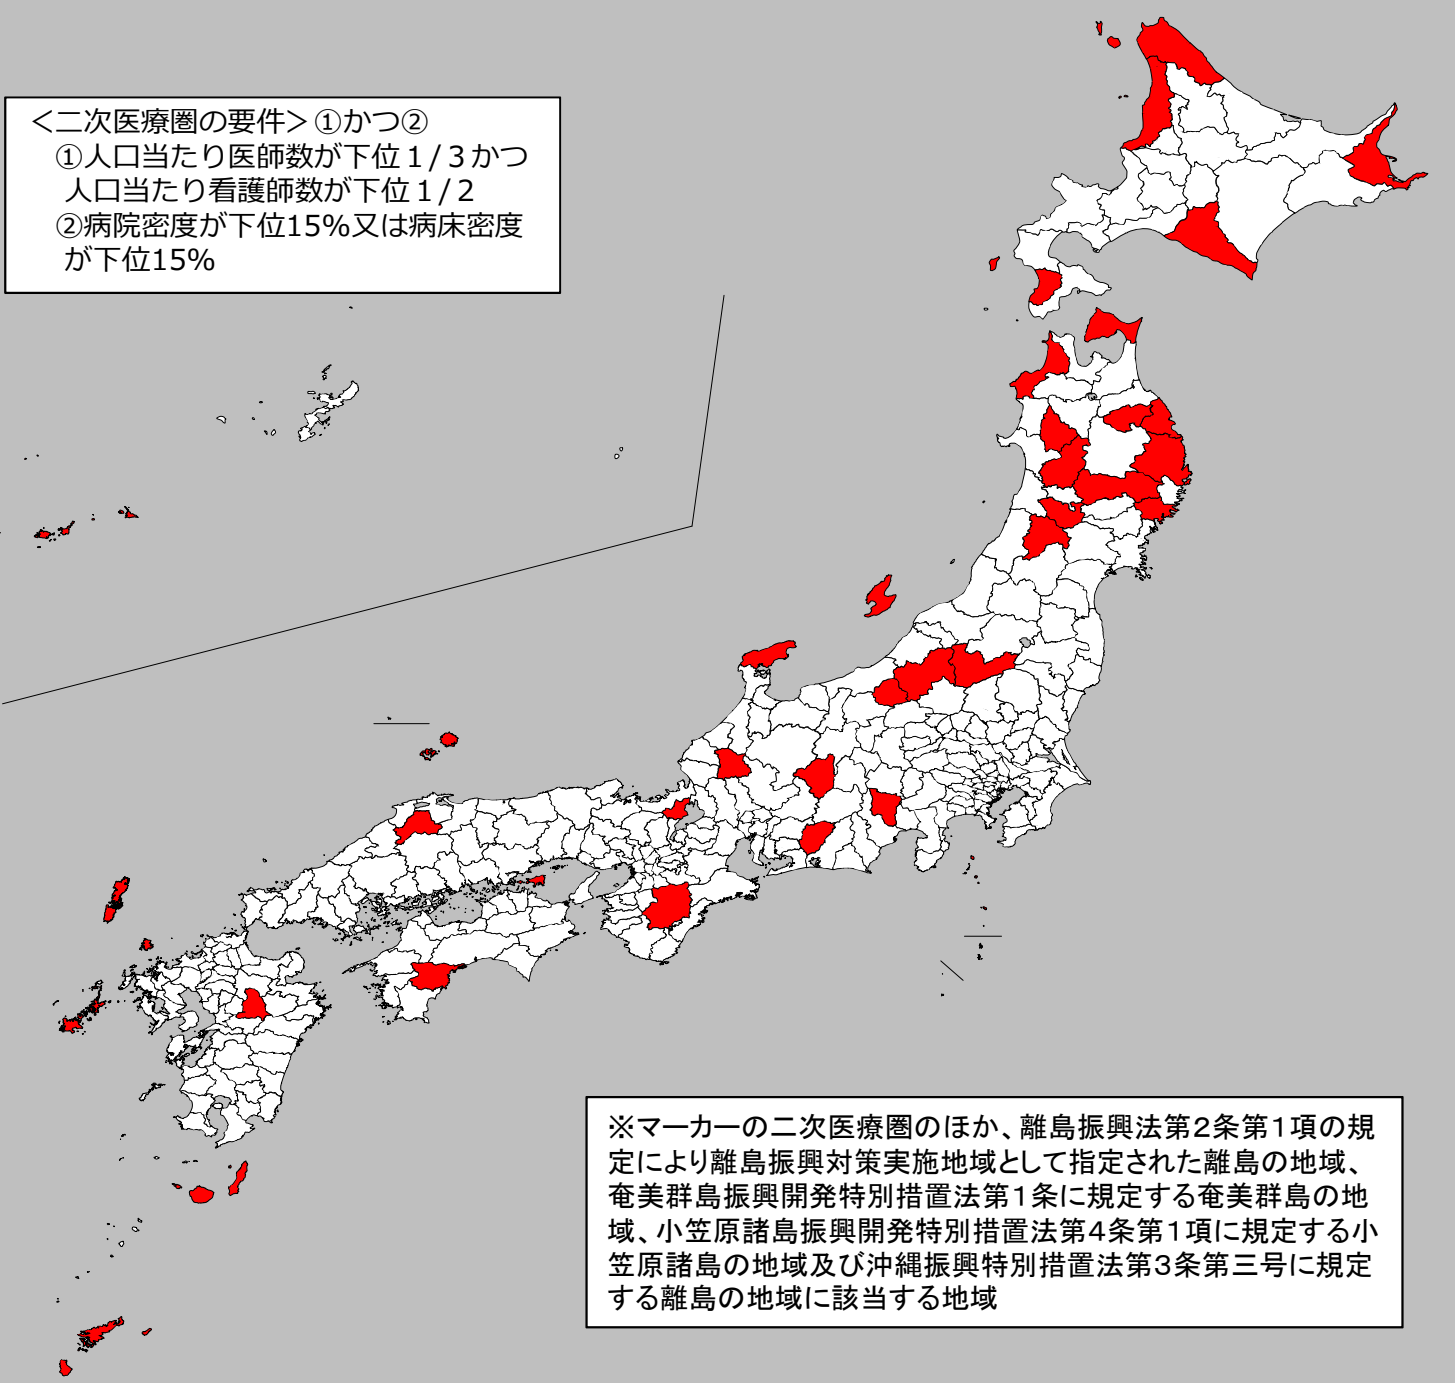 ＜二次医療圏の要件＞①かつ②
①人口当たり医師数が下位１/３かつ
人口当たり看護師数が下位１/２
②病院密度が下位15%又は病床密度
が下位15%
※マーカーの二次医療圏のほか、離島振興法第2条第1項の規
定により離島振興対策実施地域として指定された離島の地域、
奄美群島振興開発特別措置法第1条に規定する奄美群島の地
域、小笠原諸島振興開発特別措置法第4条第1項に規定する小
笠原諸島の地域及び沖縄振興特別措置法第3条第三号に規定
する離島の地域に該当する地域